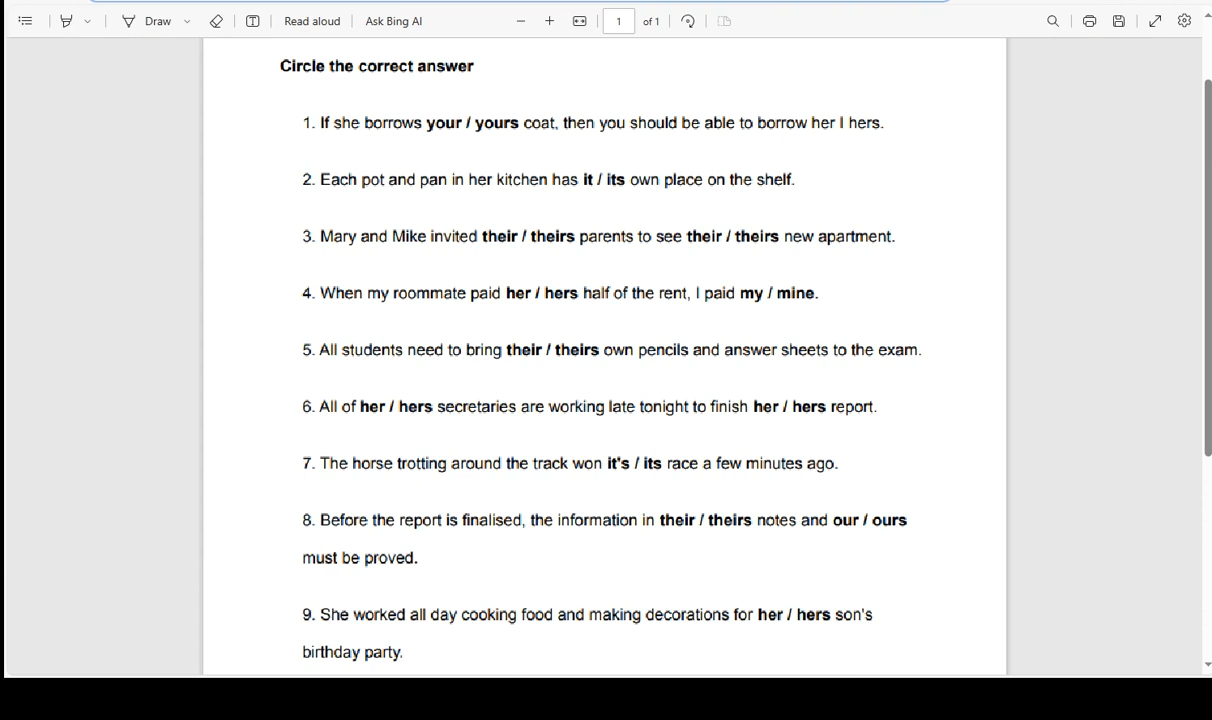 Draw
Read aloud
Ask Bing AI
1 of 1
Circle the correct answer
1. If she borrows your / yours coat, then you should be able to borrow her I hers.
2. Each pot and pan in her kitchen has it / its own place on the shelf.
3. Mary and Mike invited their / theirs parents to see their / theirs new apartment.
4. When my roommate paid her / hers half of the rent, I paid my / mine.
5. All students need to bring their / theirs own pencils and answer sheets to the exam.
6. All of her / hers secretaries are working late tonight to finish her / hers report.
7. The horse trotting around the track won it's / its race a few minutes ago.
8. Before the report is finalised, the information in their / theirs notes and our / ours
must be proved.
9. She worked all day cooking food and making decorations for her / hers son's
birthday party.